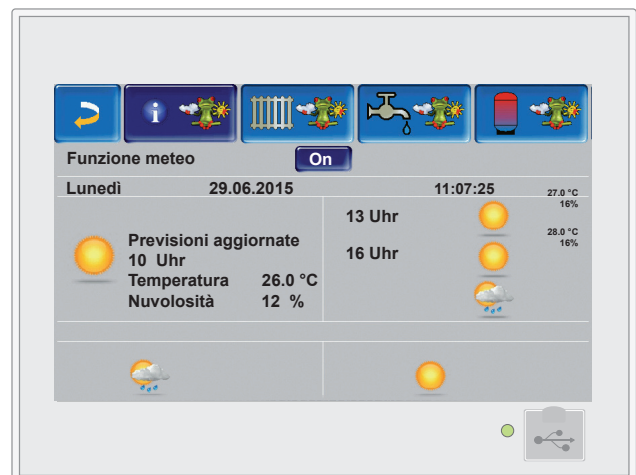 i
Funzione meteo On
Lunedì 29.06.2015 11:07:25
27.0 °C
16%
13 Uhr
Previsioni aggiornate
28.0 °C
16%
10 Uhr
16 Uhr
Temperatura 26.0 °C
Nuvolosità 12 %